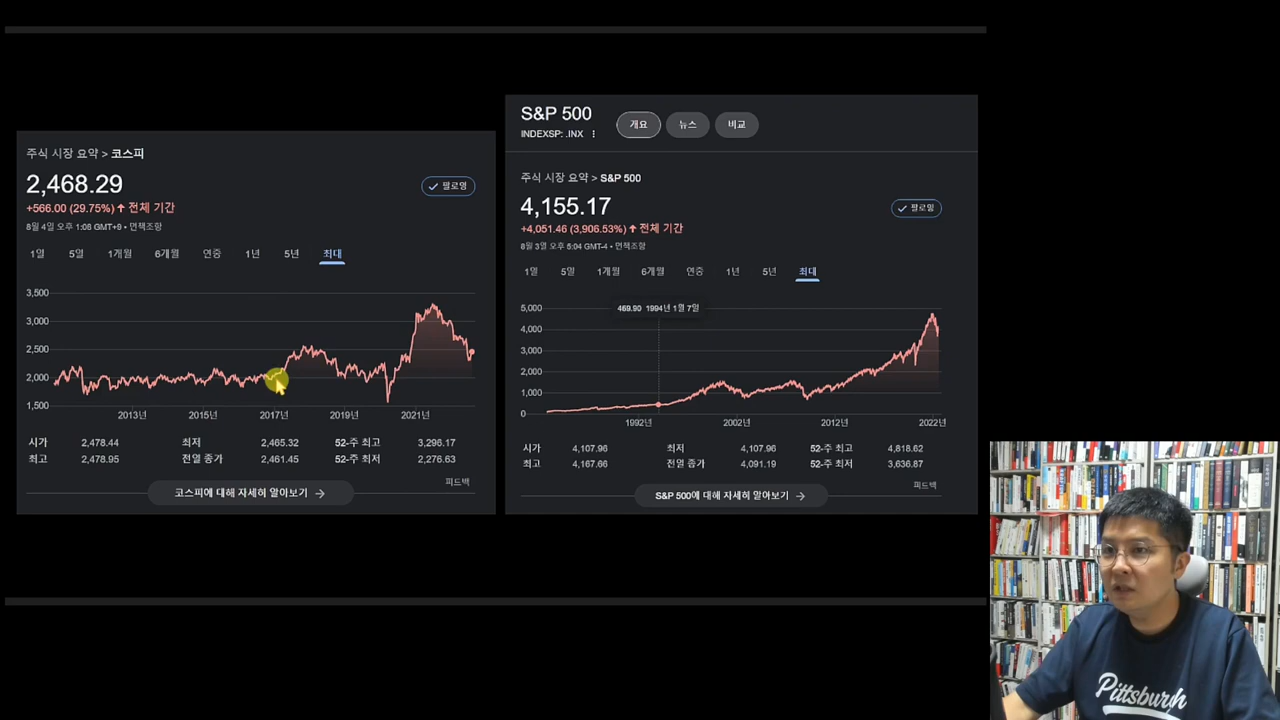 주식 시장 요약 > 코스피
2,468.29
+566.00 (29.75%) ↑ 전체 기간
8월 4일 오후 1:08 GMT+9 • 면책조항
✓ 팔로잉
1일 5일 1개월 6개월 연중 1년 5년 최대
3,500
3,000
2,500
2,000
1,500
2013년 2015년 2017년 2019년 2021년
시가 2,478.44 최저 2,465.32 52-주 최고 3,296.17
최고 2,478.95 전일 종가 2,461.45 52-주 최저 2,276.63
피드백
코스피에 대해 자세히 알아보기 →
S&P 500
INDEXSP: .INX ⋮
개요 뉴스 비교
주식 시장 요약 > S&P 500
4,155.17
+4,051.46 (3,906.53%) ↑ 전체 기간
8월 3일 오후 5:04 GMT-4 • 면책조항
✓ 팔로잉
1일 5일 1개월 6개월 연중 1년 5년 최대
469.90 1994년 1월 7일
5,000
4,000
3,000
2,000
1,000
0
1992년 2002년 2012년 2022년
시가 4,107.96 최저 4,107.96 52-주 최고 4,818.62
최고 4,167.66 전일 종가 4,091.19 52-주 최저 3,636.87
피드백
S&P 500에 대해 자세히 알아보기 →
Pittsburgh